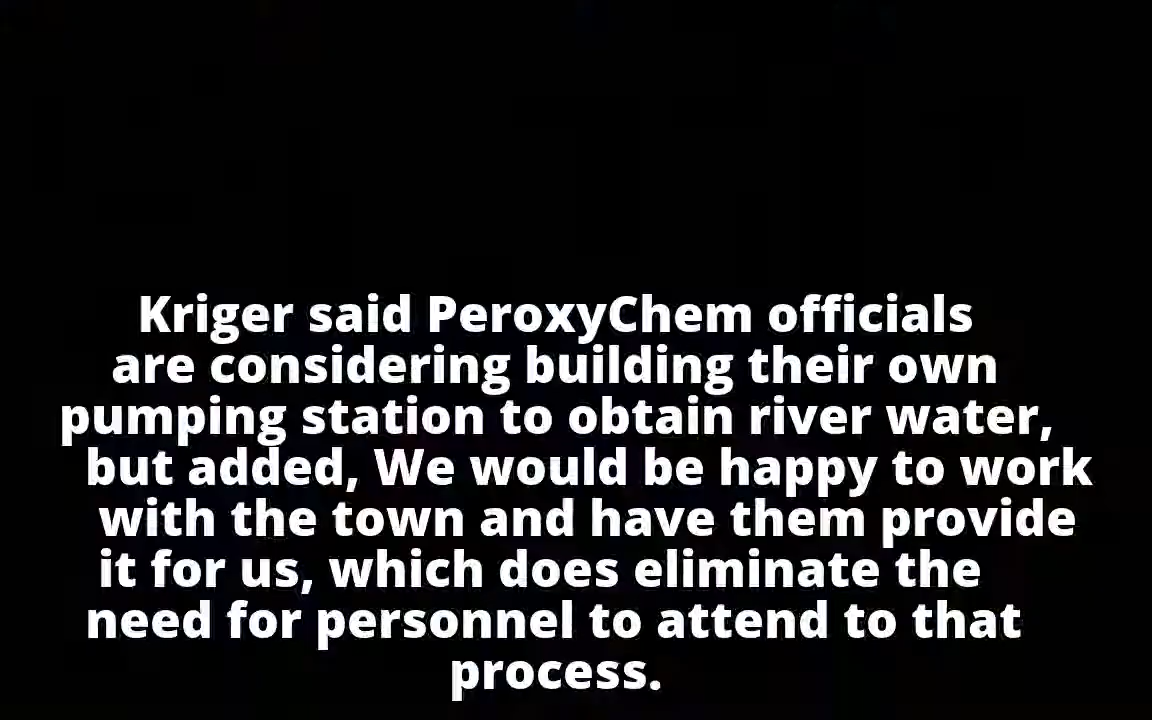 Kriger said PeroxyChem officials
are considering building their own
pumping station to obtain river water,
but added, We would be happy to work
with the town and have them provide
it for us, which does eliminate the
need for personnel to attend to that
process.